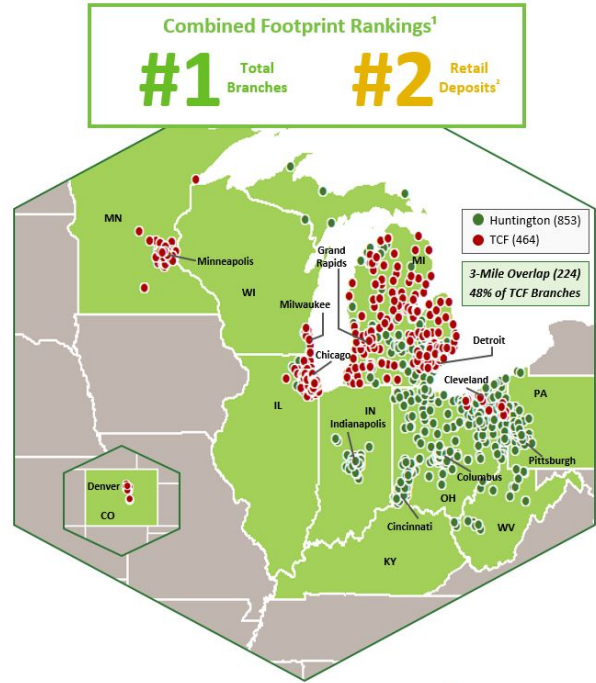 Combined Footprint Rankings¹
#1 Total Branches
#2 Retail Deposits²
Huntington (853)
TCF (464)
3-Mile Overlap (224)
48% of TCF Branches
MN
Minneapolis
WI
Grand Rapids
MI
Milwaukee
Chicago
Detroit
Cleveland
PA
IL
IN
Indianapolis
Pittsburgh
Columbus
OH
Denver
CO
Cincinnati
WV
KY